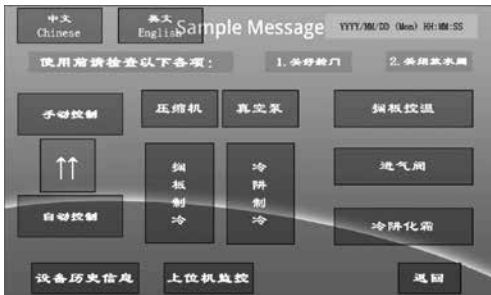 中文
Chinese
英文
English
Sample Message
YYYY/MM/DD (Mon) HH:MM:SS
使用前请检查以下各项：
1.关好舱门
2.关闭放水阀
手动控制
压缩机
真空泵
搁板控温
↑↑
搁板制冷
冷阱制冷
进气阀
自动控制
冷阱化霜
设备历史信息
上位机监控
返回